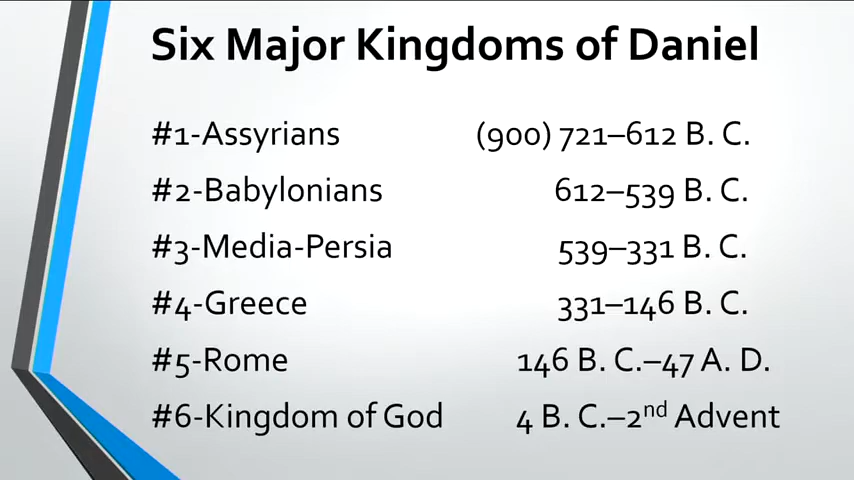 Six Major Kingdoms of Daniel
#1-Assyrians (900) 721–612 B. C.
#2-Babylonians 612–539 B. C.
#3-Media-Persia 539–331 B. C.
#4-Greece 331–146 B. C.
#5-Rome 146 B. C.–47 A. D.
#6-Kingdom of God 4 B. C.–2nd Advent